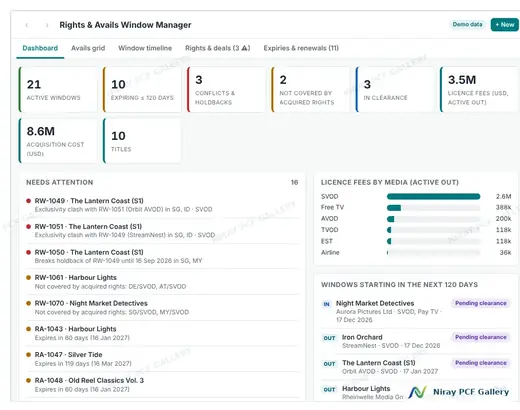 Rights & Avails Window Manager
Demo data
+ New
Dashboard
Avails grid
Window timeline
Rights & deals (3 ⚠)
Expiries & renewals (11)
21
ACTIVE WINDOWS
10
EXPIRING ≤ 120 DAYS
3
CONFLICTS &
HOLDBACKS
2
NOT COVERED BY
ACQUIRED RIGHTS
3
IN CLEARANCE
3.5M
LICENCE FEES (USD,
ACTIVE OUT)
8.6M
ACQUISITION COST
(USD)
10
TITLES
NEEDS ATTENTION
16
RW-1049 · The Lantern Coast (S1)
Exclusivity clash with RW-1051 (Orbit AVOD) in SG, ID · SVOD
RW-1051 · The Lantern Coast (S1)
Exclusivity clash with RW-1049 (StreamNest) in SG, ID · SVOD
RW-1050 · The Lantern Coast (S1)
Breaks holdback of RW-1049 until 16 Sep 2026 in SG, MY
RW-1061 · Harbour Lights
Not covered by acquired rights: DE/SVOD, AT/SVOD
RW-1070 · Night Market Detectives
Not covered by acquired rights: SG/SVOD, MY/SVOD
RA-1043 · Harbour Lights
Expires in 60 days (16 Jan 2027)
RA-1047 · Silver Tide
Expires in 119 days (16 Mar 2027)
RA-1048 · Old Reel Classics Vol. 3
Expires in 60 days (16 Jan 2027)
LICENCE FEES BY MEDIA (ACTIVE OUT)
SVOD 2.6M
Free TV 388k
AVOD 200k
TVOD 118k
EST 118k
Airline 36k
WINDOWS STARTING IN THE NEXT 120 DAYS
IN Night Market Detectives Pending clearance
Aurora Pictures Ltd · SVOD, Pay TV ·
17 Dec 2026
OUT Iron Orchard Pending clearance
StreamNest · SVOD · 17 Dec 2026
OUT The Lantern Coast (S1) Pending clearance
Orbit AVOD · SVOD · 17 Jan 2027
OUT Harbour Lights
Rheinwelle Media Gm
Niray PCF Gallery